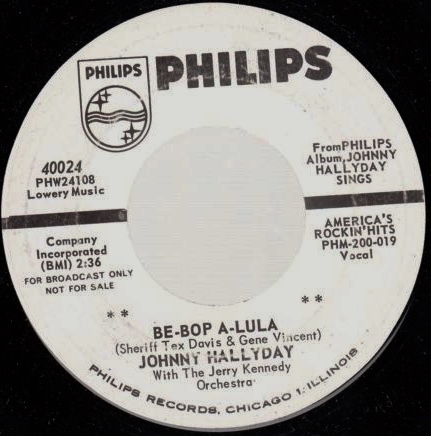 PHILIPS
PHILIPS
40024
PHW24108
Lowery Music
Company
Incorporated
(BMI) 2:36
FOR BROADCAST ONLY
NOT FOR SALE
From PHILIPS
Album, JOHNNY
HALLYDAY
SINGS
AMERICA'S
ROCKIN' HITS
PHM-200-019
Vocal
** **
BE-BOP A-LULA
(Sheriff Tex Davis & Gene Vincent)
JOHNNY HALLYDAY
With The Jerry Kennedy
Orchestra
PHILIPS RECORDS, CHICAGO 1, ILLINOIS